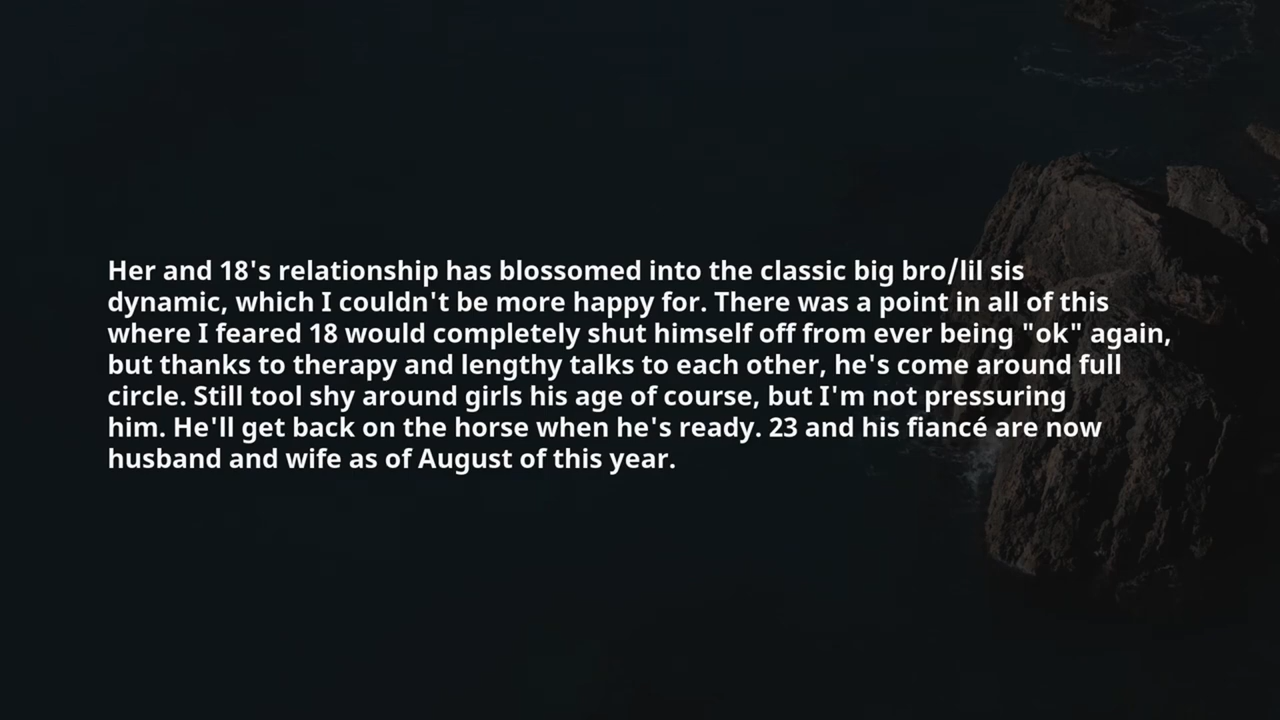 Her and 18's relationship has blossomed into the classic big bro/lil sis
dynamic, which I couldn't be more happy for. There was a point in all of this
where I feared 18 would completely shut himself off from ever being "ok" again,
but thanks to therapy and lengthy talks to each other, he's come around full
circle. Still tool shy around girls his age of course, but I'm not pressuring
him. He'll get back on the horse when he's ready. 23 and his fiancé are now
husband and wife as of August of this year.